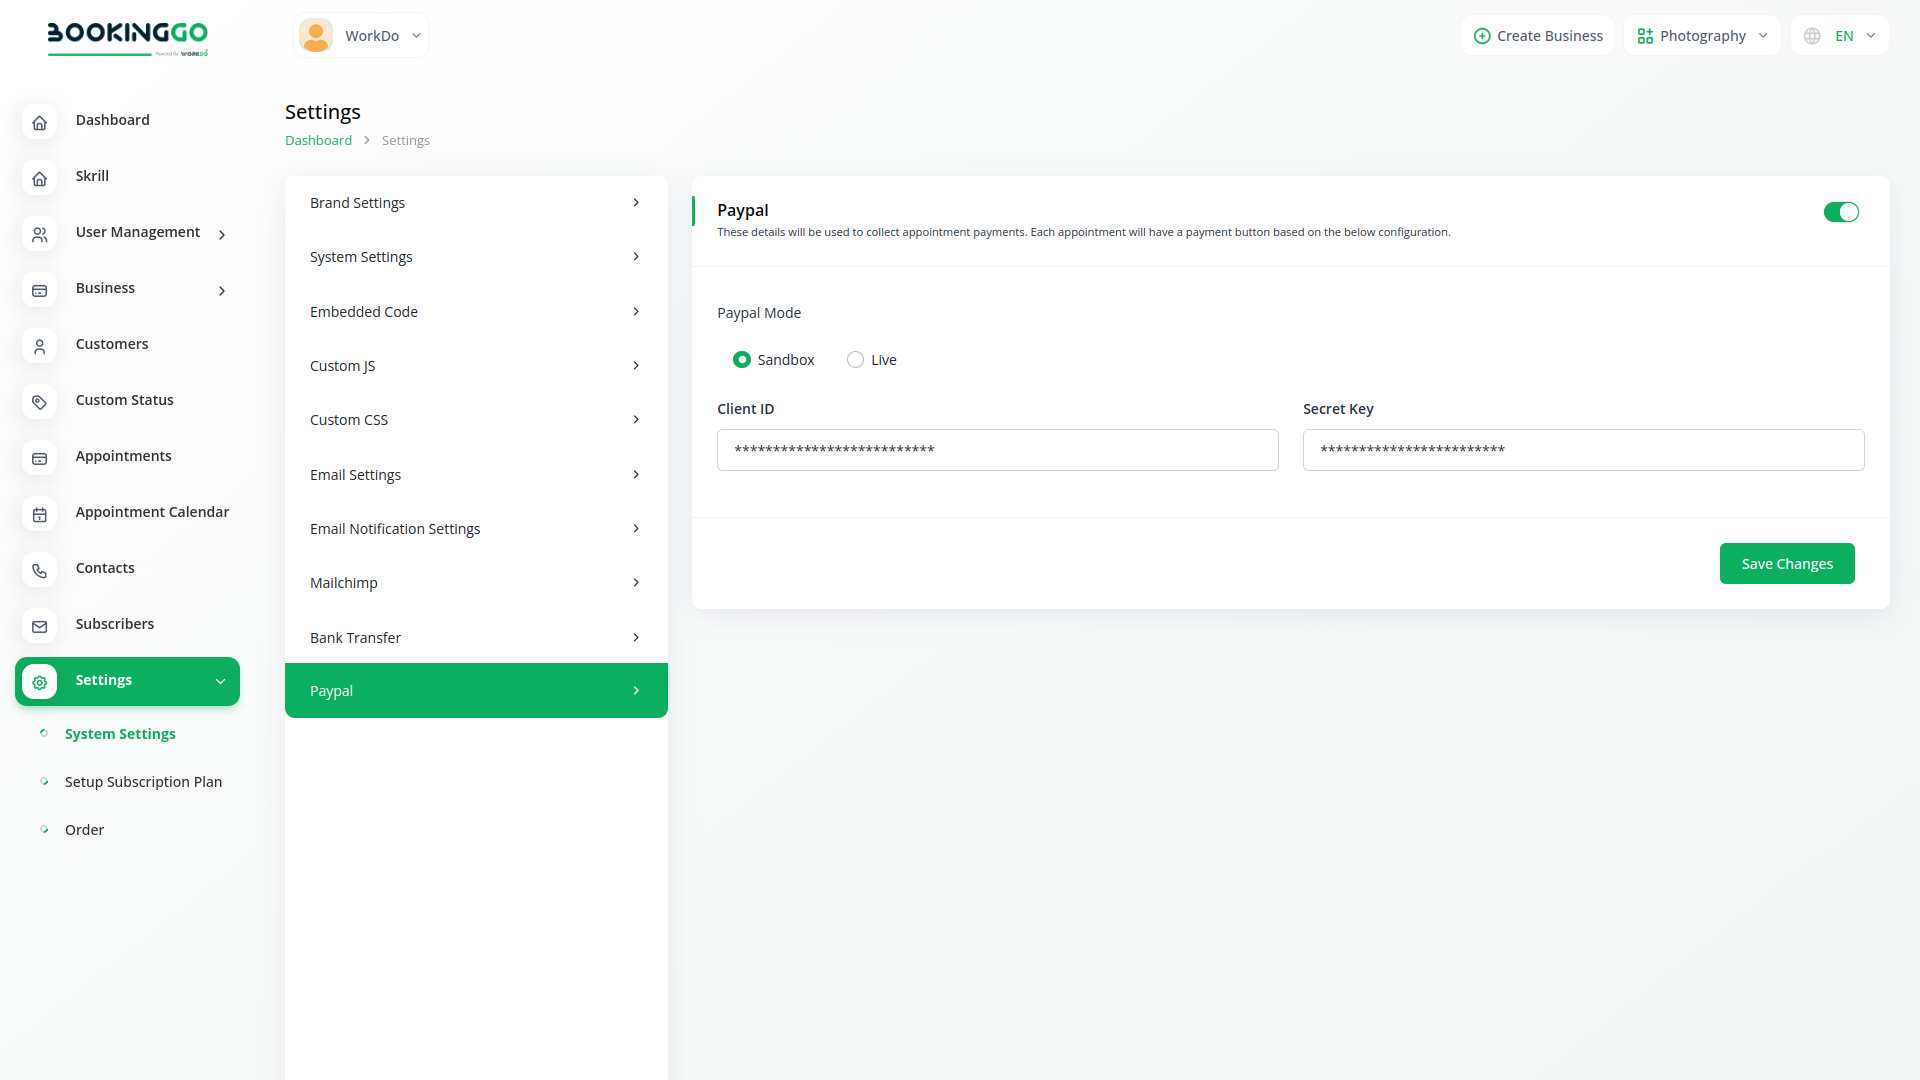 BOOKINGGO
Powered By WORKDO
WorkDo
Create Business
Photography
EN
Dashboard
Skrill
User Management
Business
Customers
Custom Status
Appointments
Appointment Calendar
Contacts
Subscribers
Settings
System Settings
Setup Subscription Plan
Order
Settings
Dashboard > Settings
Brand Settings
System Settings
Embedded Code
Custom JS
Custom CSS
Email Settings
Email Notification Settings
Mailchimp
Bank Transfer
Paypal
Paypal
These details will be used to collect appointment payments. Each appointment will have a payment button based on the below configuration.
Paypal Mode
Sandbox Live
Client ID
**************************
Secret Key
************************
Save Changes